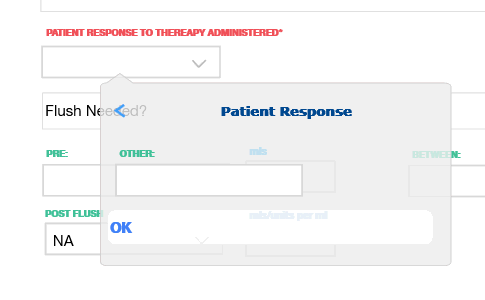 PATIENT RESPONSE TO THEREAPY ADMINISTERED*
Flush Needed?
Patient Response
PRE:
OTHER:
mls
BETWEEN:
POST FLUSH
mls/units per ml
OK
NA